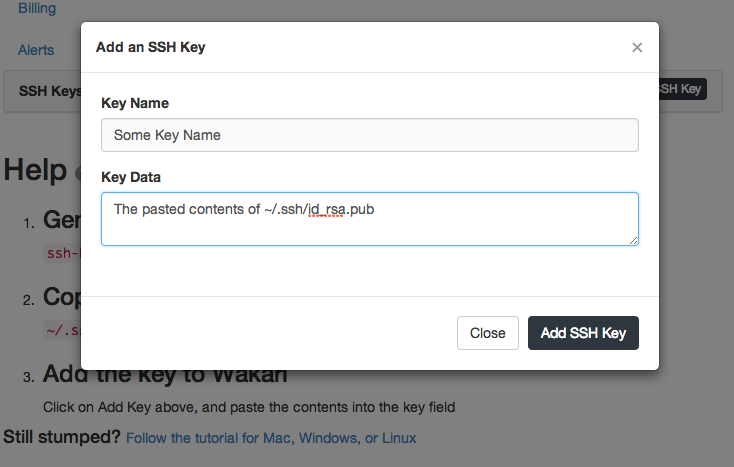 Billing
Alerts
Add an SSH Key
×
SSH Keys
SSH Key
Key Name
Some Key Name
Key Data
The pasted contents of ~/.ssh/id_rsa.pub
Help
1.
2.
Close
Add SSH Key
3. Add the key to Wakari
Click on Add Key above, and paste the contents into the key field
Still stumped? Follow the tutorial for Mac, Windows, or Linux